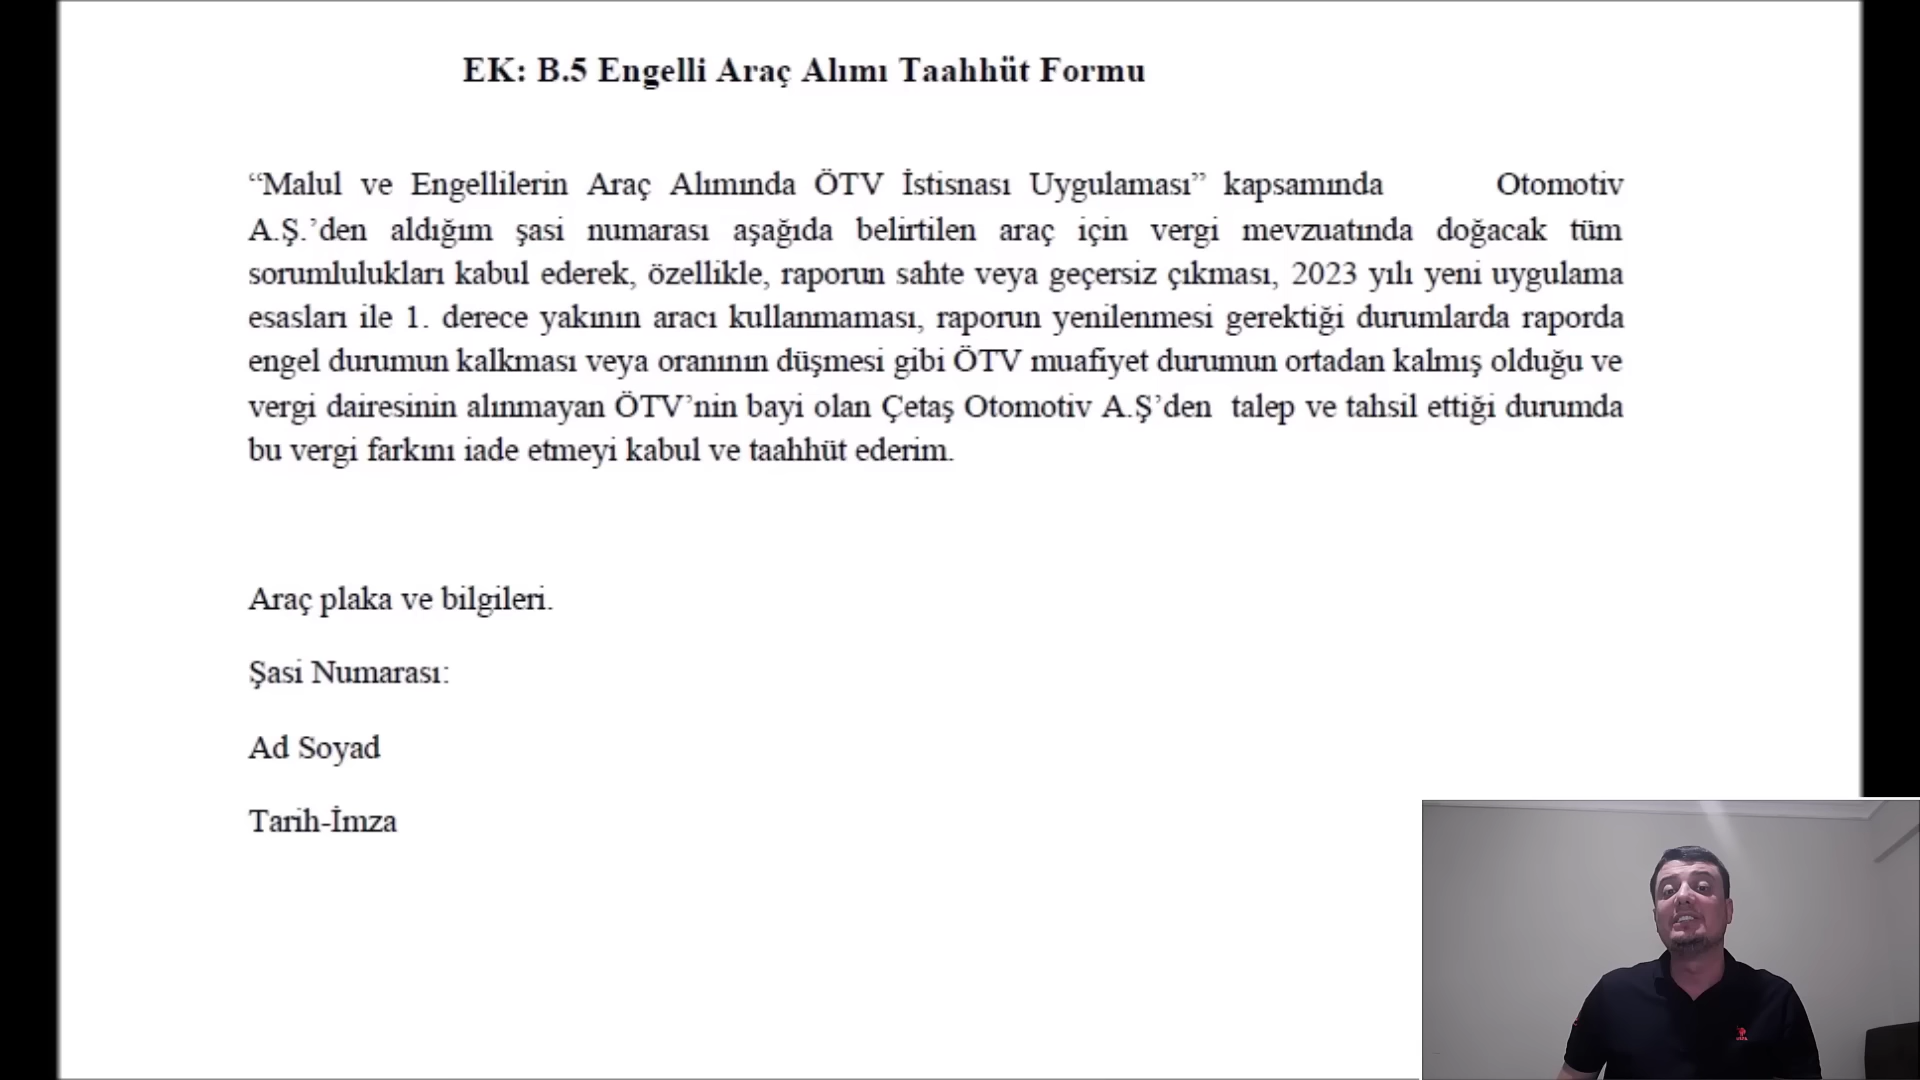 EK: B.5 Engelli Araç Alımı Taahhüt Formu
“Malul ve Engellilerin Araç Alımında ÖTV İstisnası Uygulaması” kapsamında Otomotiv
A.Ş.’den aldığım şasi numarası aşağıda belirtilen araç için vergi mevzuatında doğacak tüm
sorumlulukları kabul ederek, özellikle, raporun sahte veya geçersiz çıkması, 2023 yılı yeni uygulama
esasları ile 1. derece yakının aracı kullanmaması, raporun yenilenmesi gerektiği durumlarda raporda
engel durumun kalkması veya oranının düşmesi gibi ÖTV muafiyet durumun ortadan kalmış olduğu ve
vergi dairesinin alınmayan ÖTV’nin bayi olan Çetaş Otomotiv A.Ş’den talep ve tahsil ettiği durumda
bu vergi farkını iade etmeyi kabul ve taahhüt ederim.
Araç plaka ve bilgileri.
Şasi Numarası:
Ad Soyad
Tarih-İmza